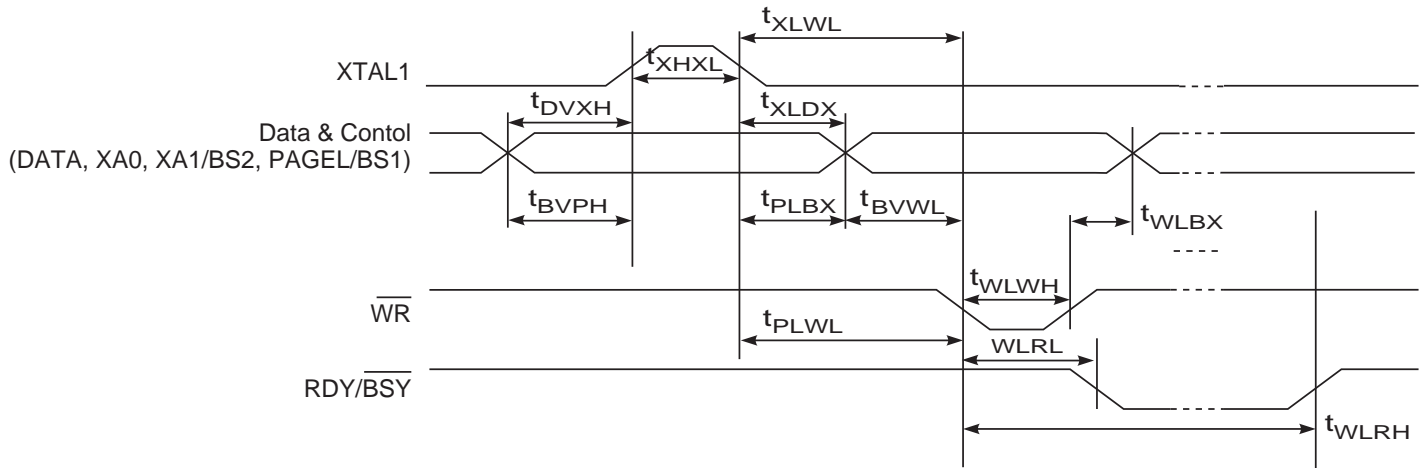 tXLWL
XTAL1
tXHXL
tDVXH
tXLDX
Data & Contol
(DATA, XA0, XA1/BS2, PAGEL/BS1)
tBVPH
tPLBX
tBVWL
tWLBX
WR
tWLWH
tPLWL
WLRL
RDY/BSY
tWLRH